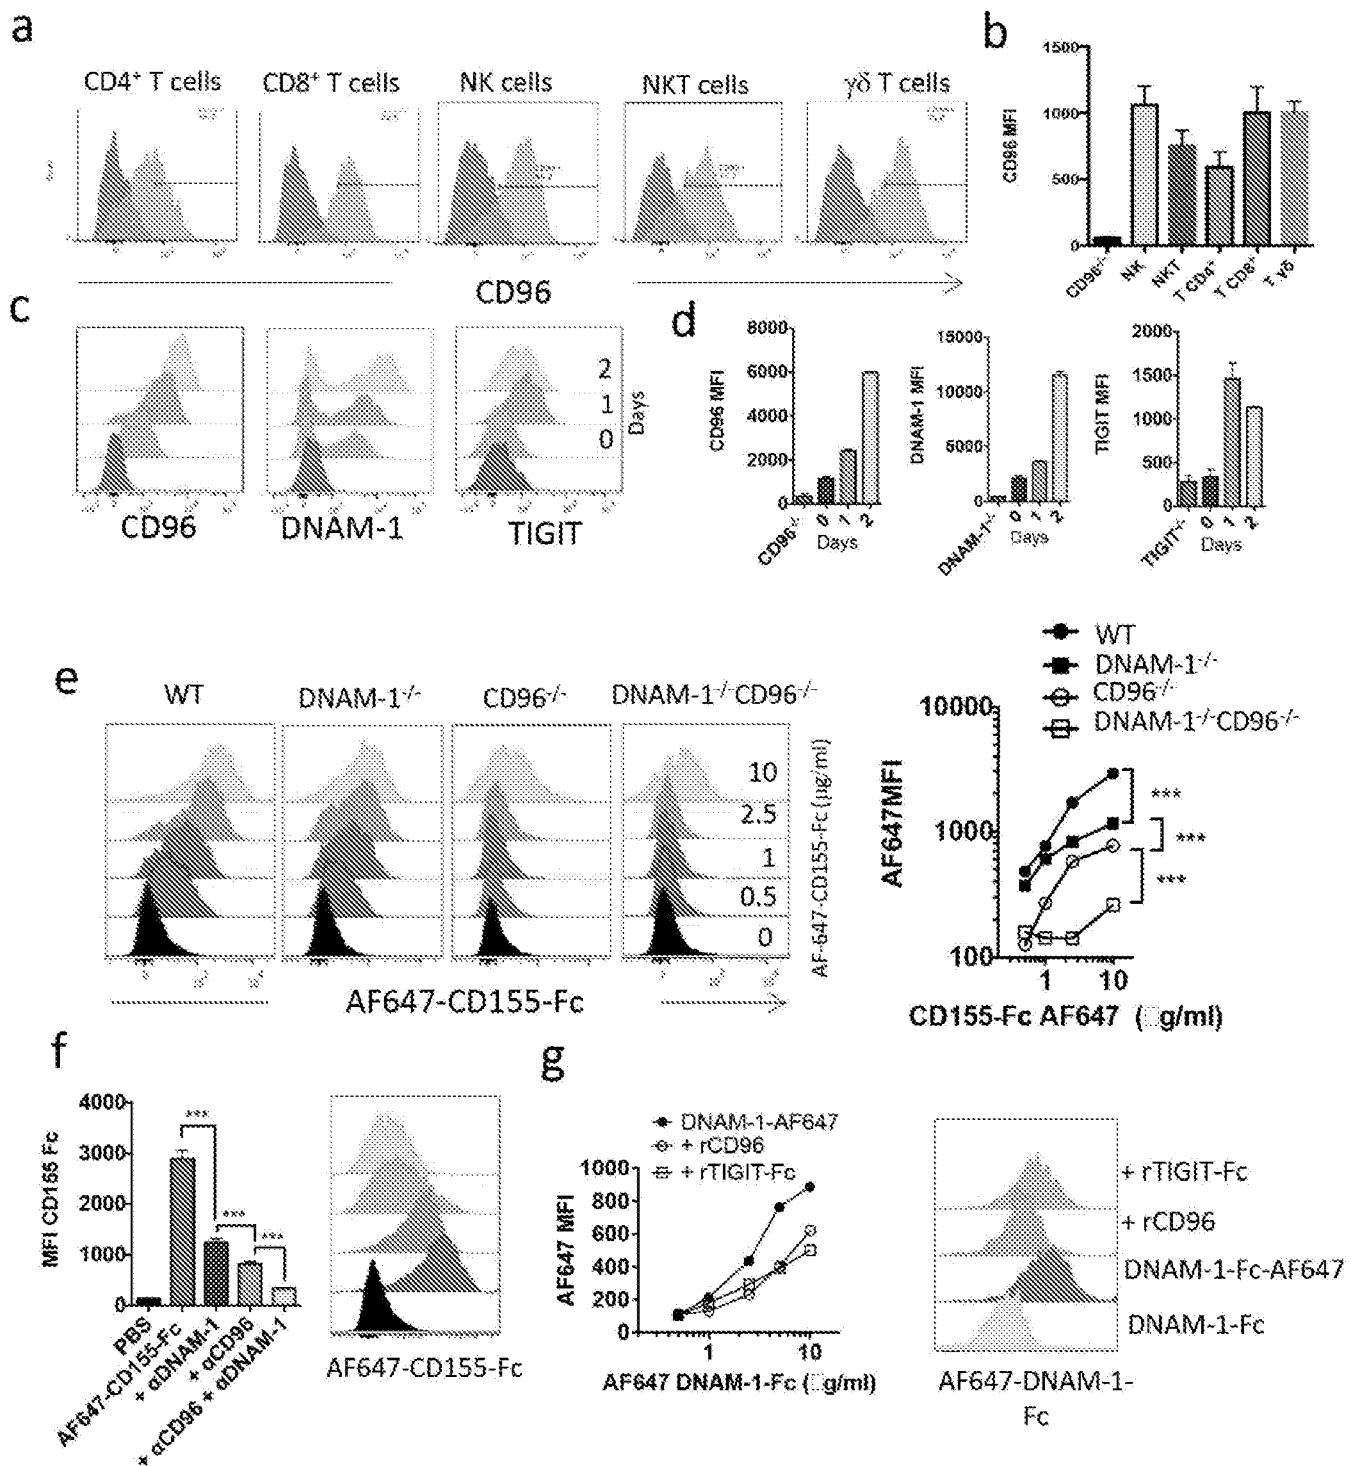 a
CD4+ T cells
CD8+ T cells
NK cells
NKT cells
γδ T cells
CD96
b
1500
1000
500
0
CD96 MFI
CD96-/-
NK
NKT
T CD4+
T CD8+
T γδ
c
2
1
0
Days
CD96
DNAM-1
TIGIT
d
8000
6000
4000
2000
0
CD96 MFI
CD96-/-
0
1
2
Days
15000
10000
5000
0
DNAM-1 MFI
DNAM-1-/-
0
1
2
Days
2000
1500
1000
500
0
TIGIT MFI
TIGIT-/-
0
1
2
Days
e
WT
DNAM-1-/-
CD96-/-
DNAM-1-/-CD96-/-
10
2.5
1
0.5
0
AF-647-CD155-Fc (µg/ml)
AF647-CD155-Fc
WT
DNAM-1-/-
CD96-/-
DNAM-1-/-CD96-/-
10000
1000
100
AF647MFI
***
***
***
1
10
CD155-Fc AF647 (□g/ml)
f
4000
3000
2000
1000
0
MFI CD155 Fc
***
***
***
PBS
AF647-CD155-Fc
+ αDNAM-1
+ αCD96
+ αCD96 + αDNAM-1
AF647-CD155-Fc
g
DNAM-1-AF647
+ rCD96
+ rTIGIT-Fc
1000
800
600
400
200
0
AF647 MFI
1
10
AF647 DNAM-1-Fc (□g/ml)
+ rTIGIT-Fc
+ rCD96
DNAM-1-Fc-AF647
DNAM-1-Fc
AF647-DNAM-1-
Fc